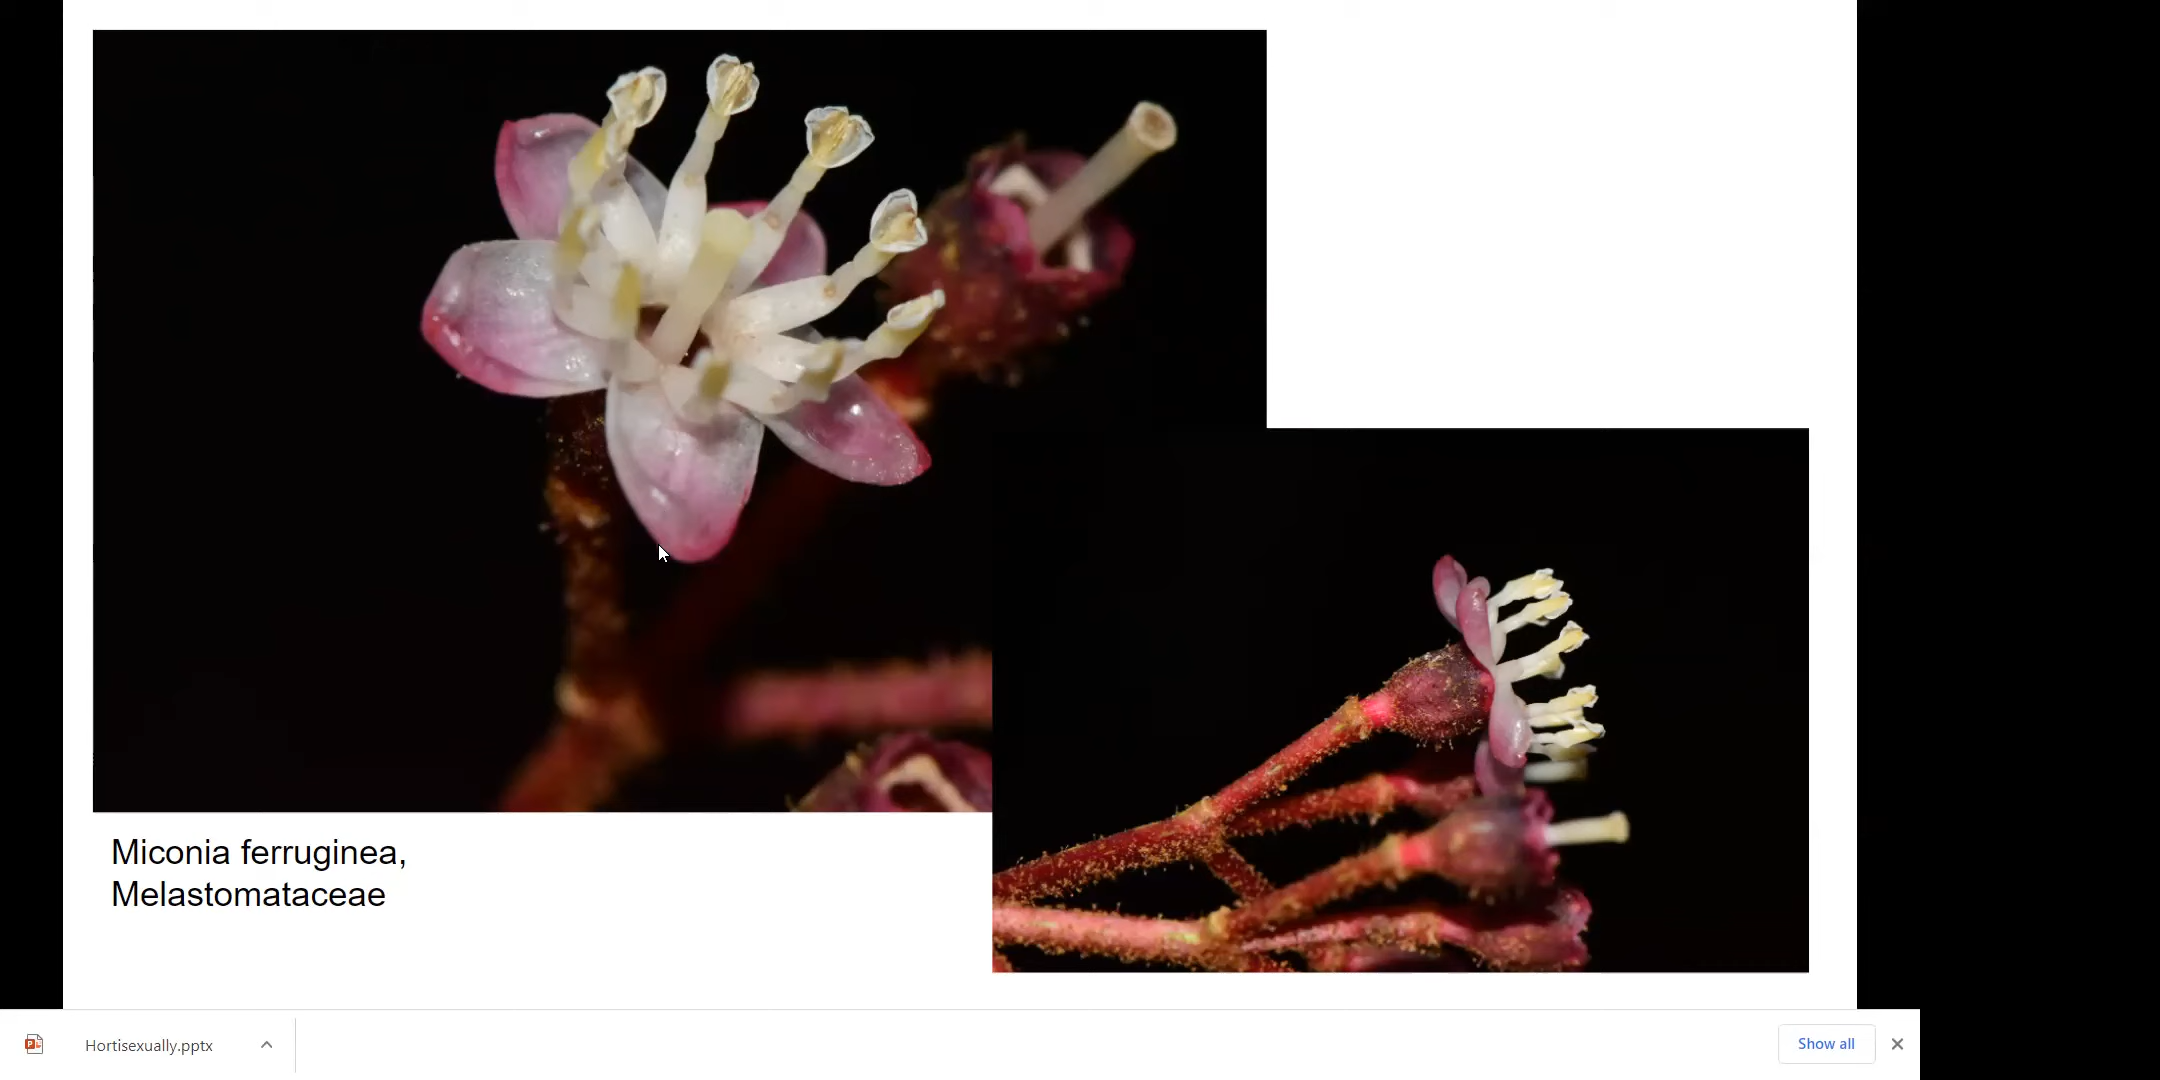 Miconia ferruginea,
Melastomataceae
Hortisexually.pptx
Show all